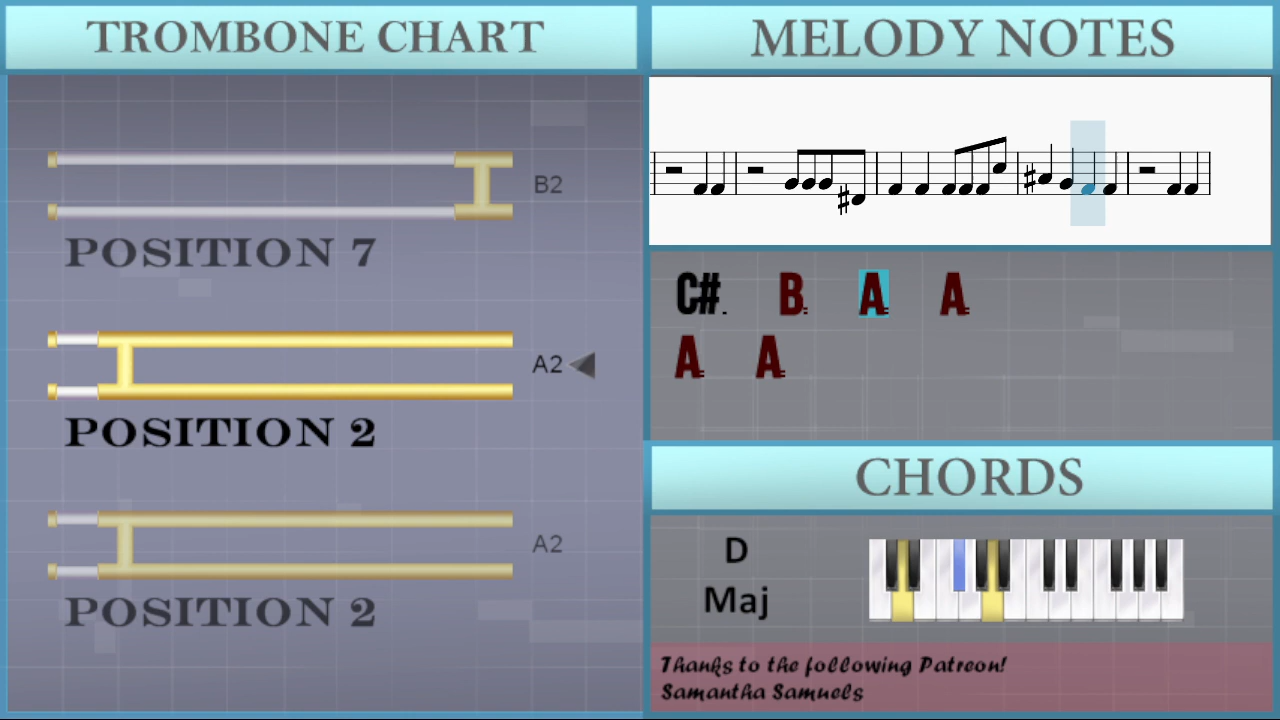 TROMBONE CHART
B2
POSITION 7
A2
POSITION 2
A2
POSITION 2
MELODY NOTES
C# B A A
A A
CHORDS
D
Maj
Thanks to the following Patreon!
Samantha Samuels